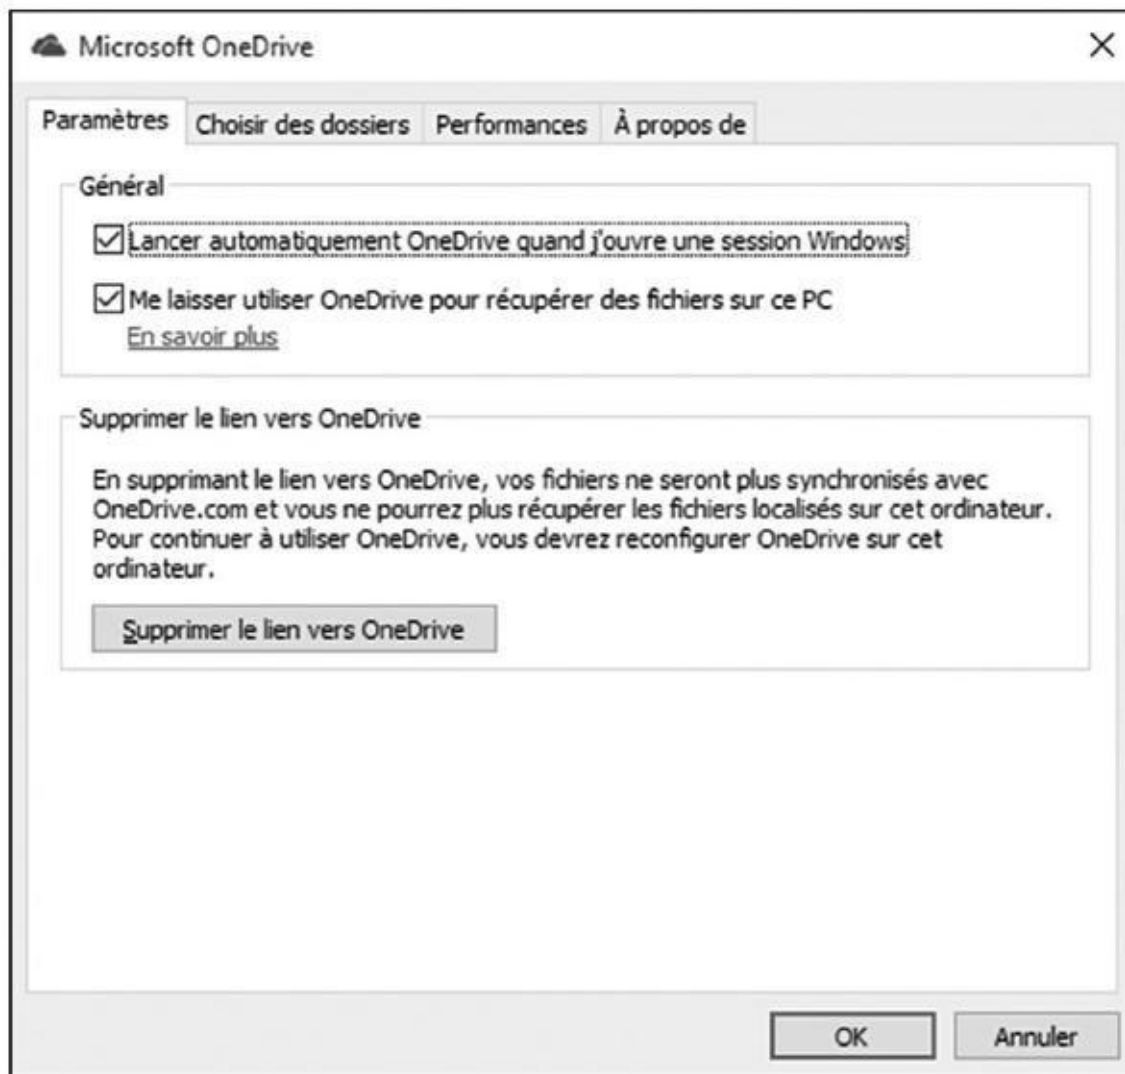 Microsoft OneDrive
Paramètres
Choisir des dossiers
Performances
À propos de
Général
Lancer automatiquement OneDrive quand j'ouvre une session Windows
Me laisser utiliser OneDrive pour récupérer des fichiers sur ce PC
En savoir plus
Supprimer le lien vers OneDrive
En supprimant le lien vers OneDrive, vos fichiers ne seront plus synchronisés avec
OneDrive.com et vous ne pourrez plus récupérer les fichiers localisés sur cet ordinateur.
Pour continuer à utiliser OneDrive, vous devrez reconfigurer OneDrive sur cet
ordinateur.
Supprimer le lien vers OneDrive
OK
Annuler